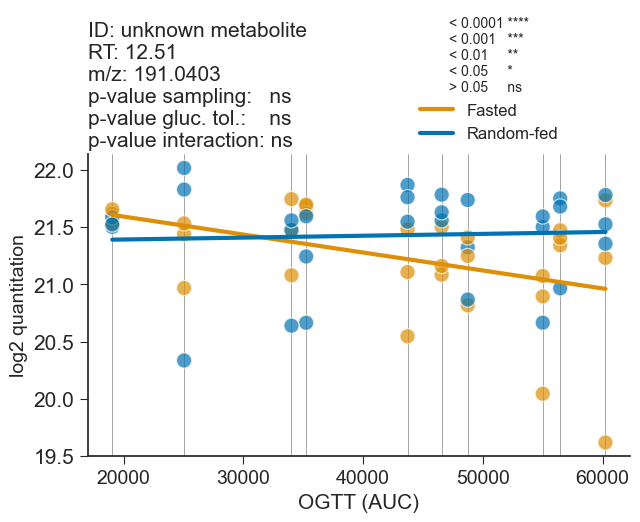 ID: unknown metabolite
RT: 12.51
m/z: 191.0403
p-value sampling: ns
p-value gluc. tol.: ns
p-value interaction: ns
< 0.0001 ****
< 0.001 ***
< 0.01 **
< 0.05 *
> 0.05 ns
Fasted
Random-fed
log2 quantitation
22.0
21.5
21.0
20.5
20.0
19.5
20000 30000 40000 50000 60000
OGTT (AUC)